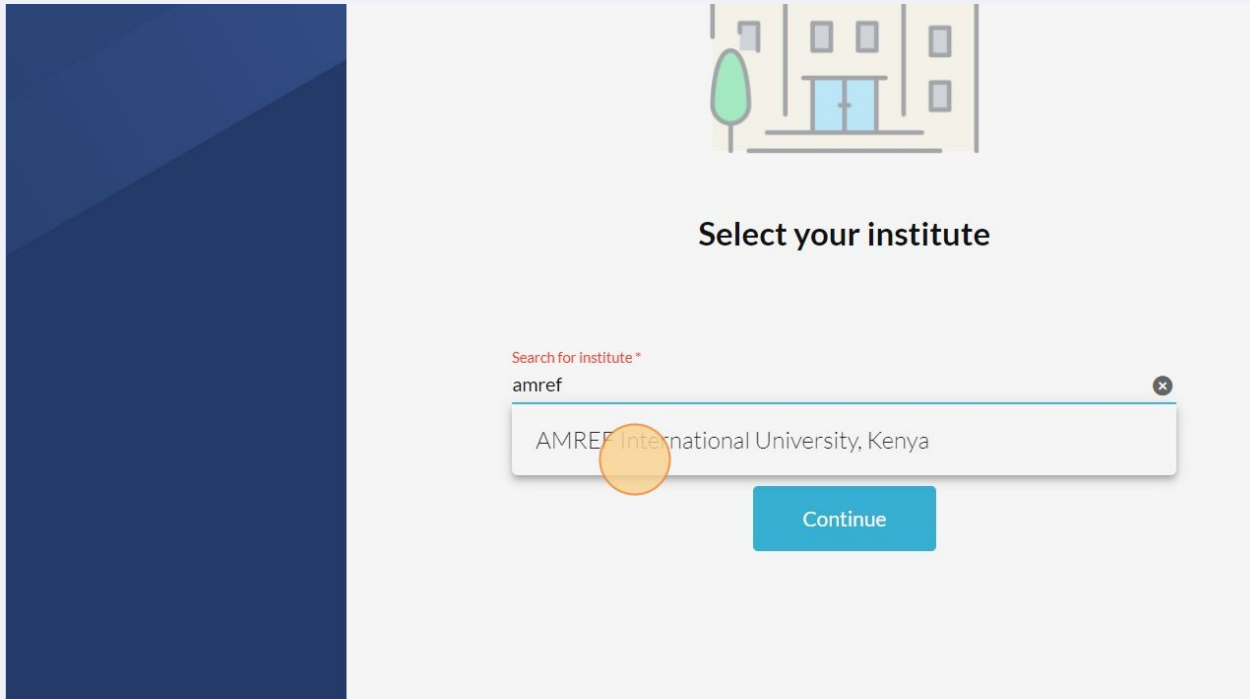 Select your institute
Search for institute *
amref
AMREF International University, Kenya
Continue